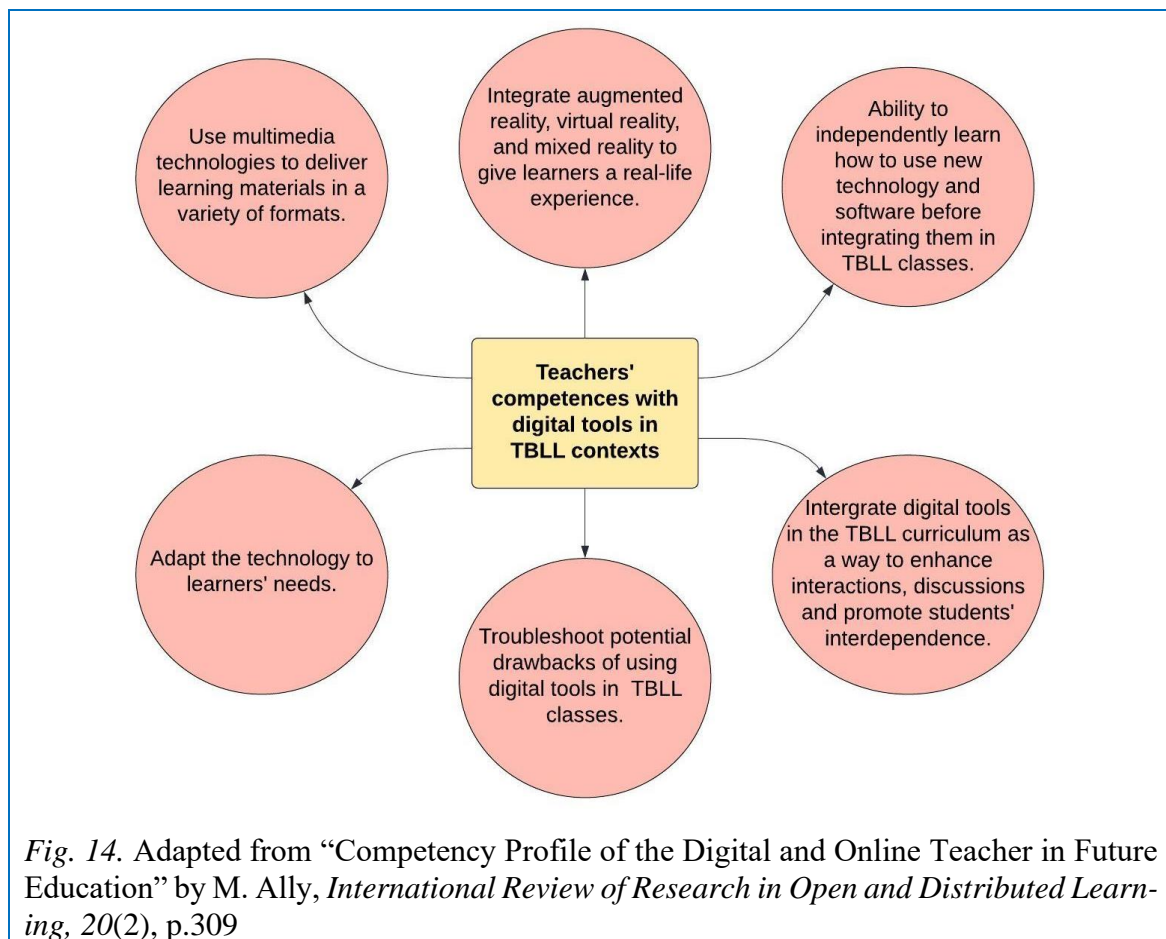 Use multimedia
technologies to deliver
learning materials in a
variety of formats.
Integrate augmented
reality, virtual reality,
and mixed reality to
give learners a real-life
experience.
Ability to
independently learn
how to use new
technology and
software before
integrating them in
TBLL classes.
Teachers'
competences with
digital tools in
TBLL contexts
Adapt the technology to
learners' needs.
Troubleshoot potential
drawbacks of using
digital tools in TBLL
classes.
Intergrate digital tools
in the TBLL curriculum as
a way to enhance
interactions, discussions
and promote students'
interdependence.
Fig. 14. Adapted from “Competency Profile of the Digital and Online Teacher in Future
Education” by M. Ally, International Review of Research in Open and Distributed Learn-
ing, 20(2), p.309